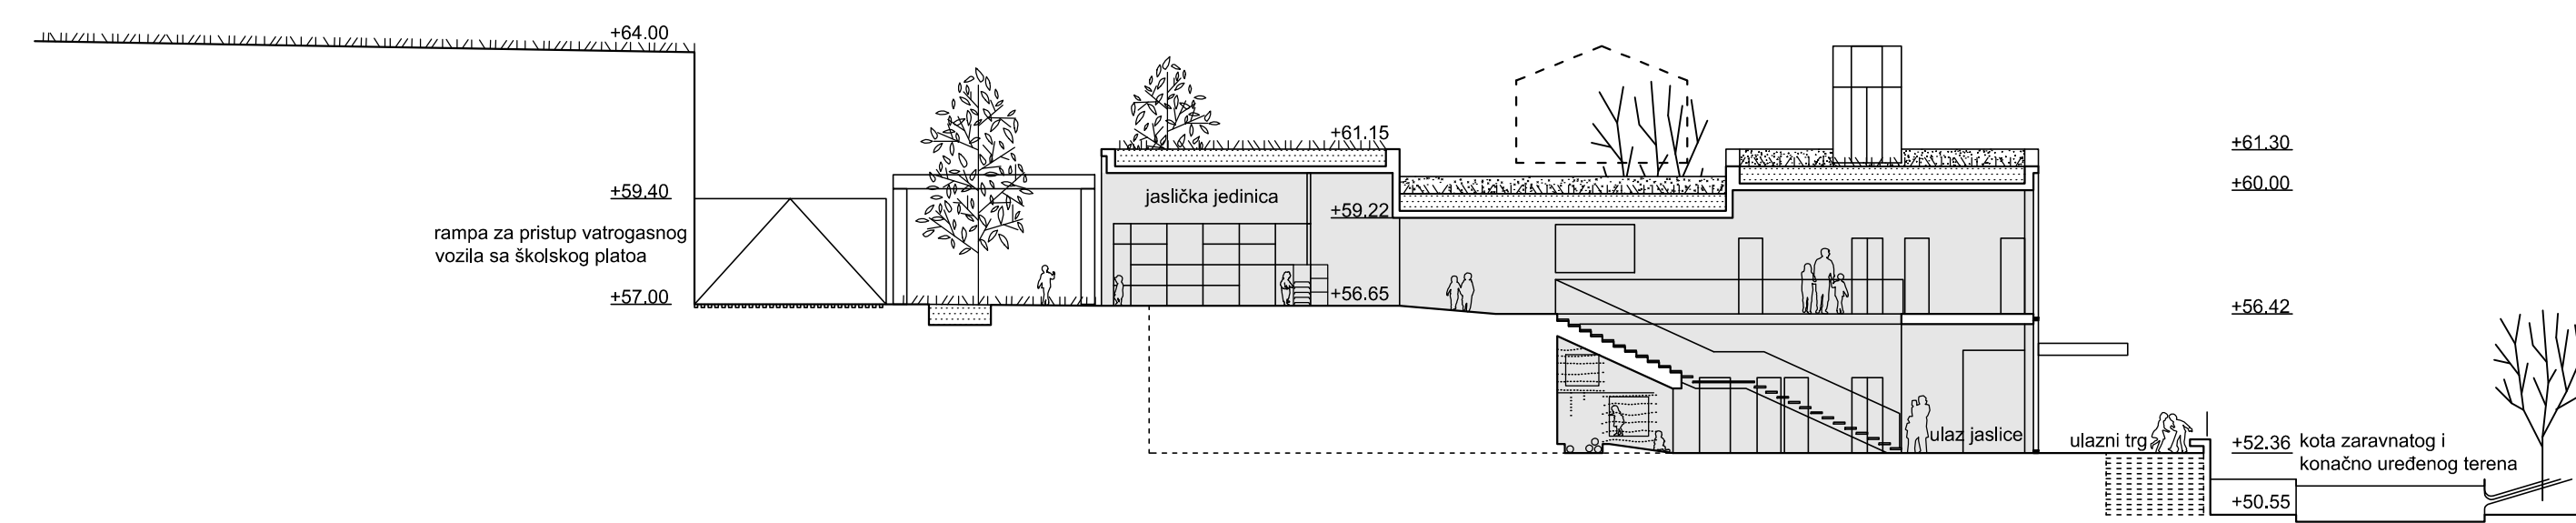 +64.00
+59.40
rampa za pristup vatrogasnog
vozila sa školskog platoa
+57.00
+61.15
jaslička jedinica
+59.22
+56.65
+61.30
+60.00
+56.42
ulaz jaslice
ulazni trg
+52.36
kota zaravnatog i
konačno uređenog terena
+50.55